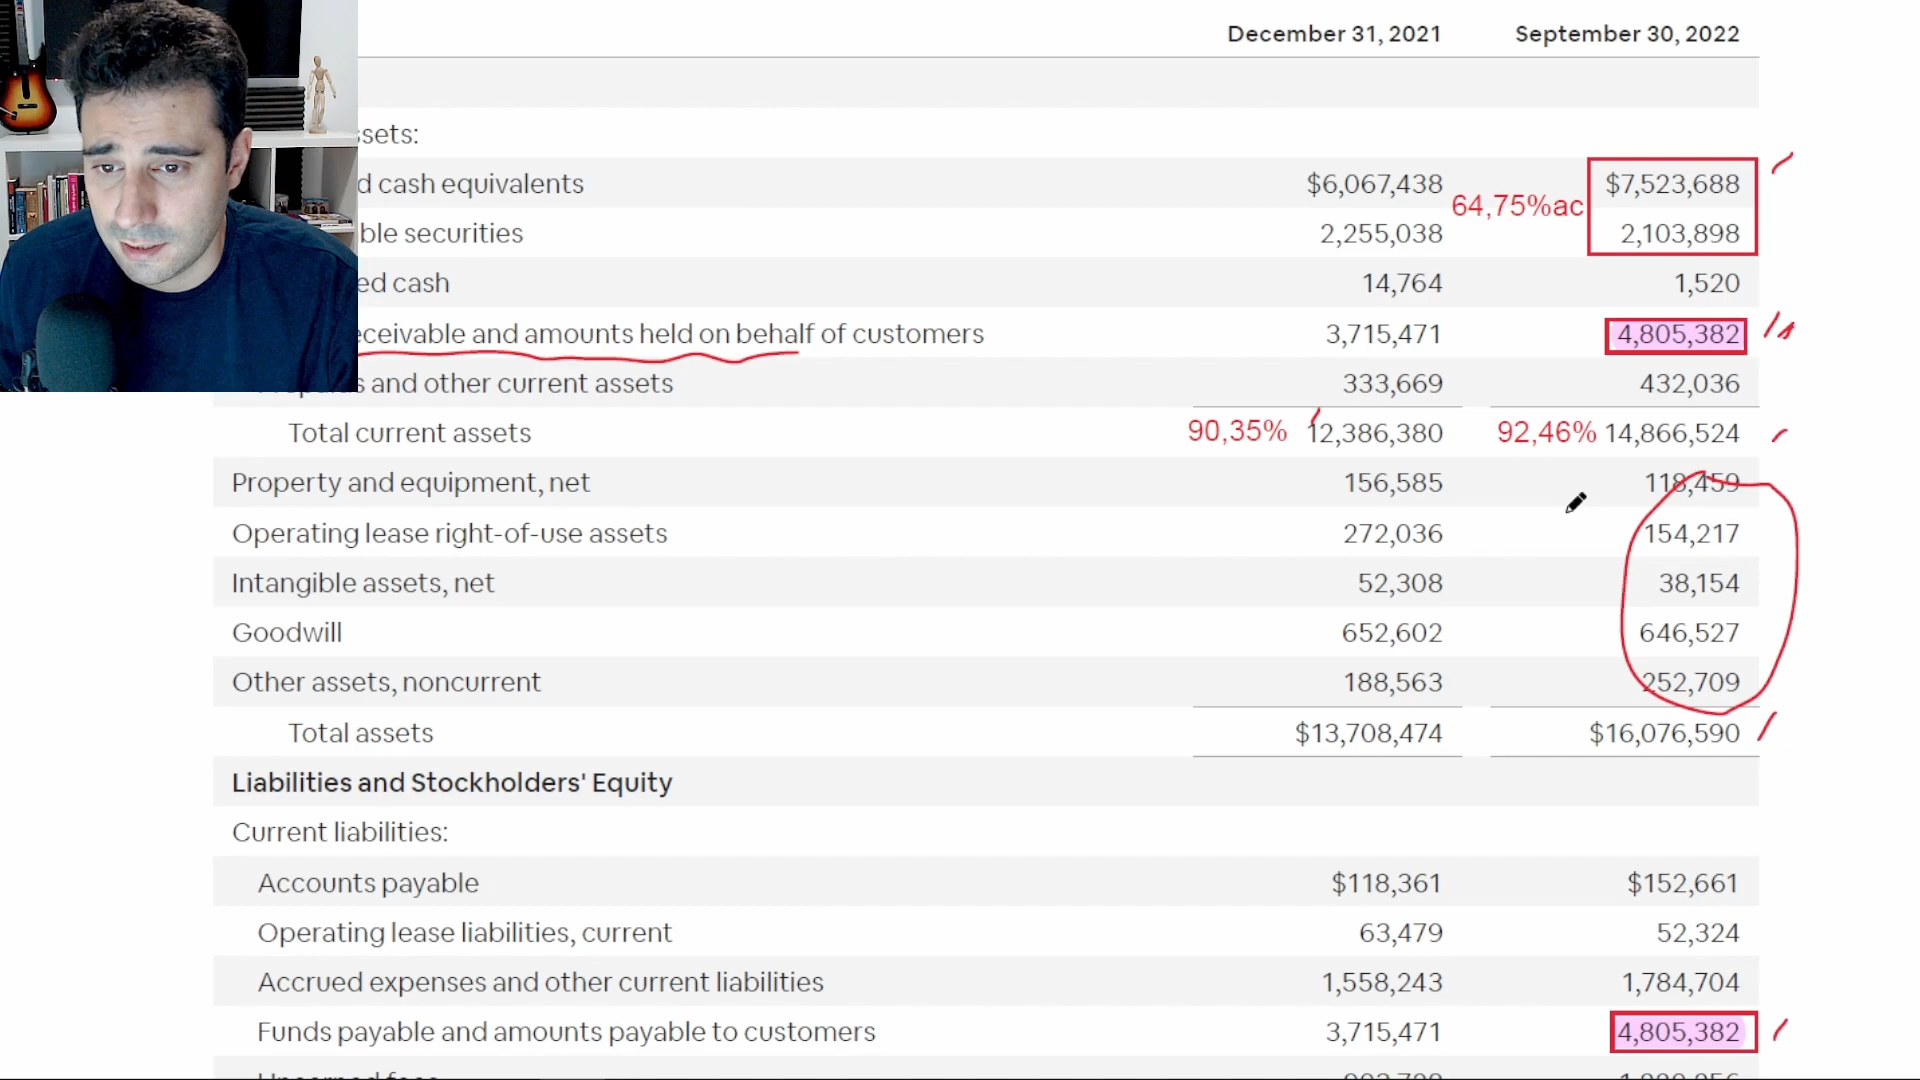 December 31, 2021 September 30, 2022
ssets:
d cash equivalents $6,067,438 $7,523,688
64,75%ac
ble securities 2,255,038 2,103,898
ed cash 14,764 1,520
eceivable and amounts held on behalf of customers 3,715,471 4,805,382
and other current assets 333,669 432,036
Total current assets 90,35% 12,386,380 92,46% 14,866,524
Property and equipment, net 156,585 118,459
Operating lease right-of-use assets 272,036 154,217
Intangible assets, net 52,308 38,154
Goodwill 652,602 646,527
Other assets, noncurrent 188,563 252,709
Total assets $13,708,474 $16,076,590
Liabilities and Stockholders' Equity
Current liabilities:
Accounts payable $118,361 $152,661
Operating lease liabilities, current 63,479 52,324
Accrued expenses and other current liabilities 1,558,243 1,784,704
Funds payable and amounts payable to customers 3,715,471 4,805,382